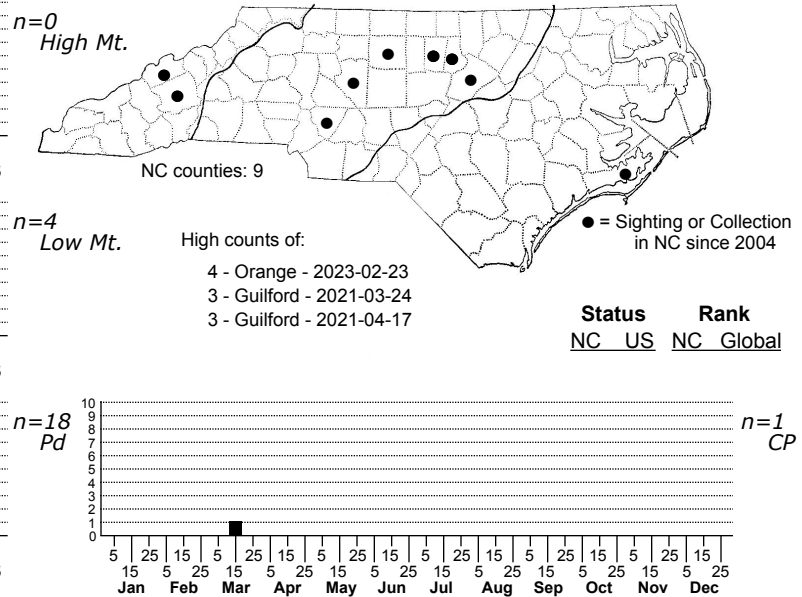 n=0
High Mt.
NC counties: 9
n=4
Low Mt.
● = Sighting or Collection
in NC since 2004
High counts of:
4 - Orange - 2023-02-23
3 - Guilford - 2021-03-24
3 - Guilford - 2021-04-17
Status Rank
NC US NC Global
n=18
Pd
n=1
CP
10
9
8
7
6
5
4
3
2
1
0
5 25 15 5 25 15 5 25 15 5 25 15 5 25 15 5 25 15
15 5 25 15 5 25 15 5 25 15 5 25 15 5 25 15 5 25
Jan Feb Mar Apr May Jun Jul Aug Sep Oct Nov Dec